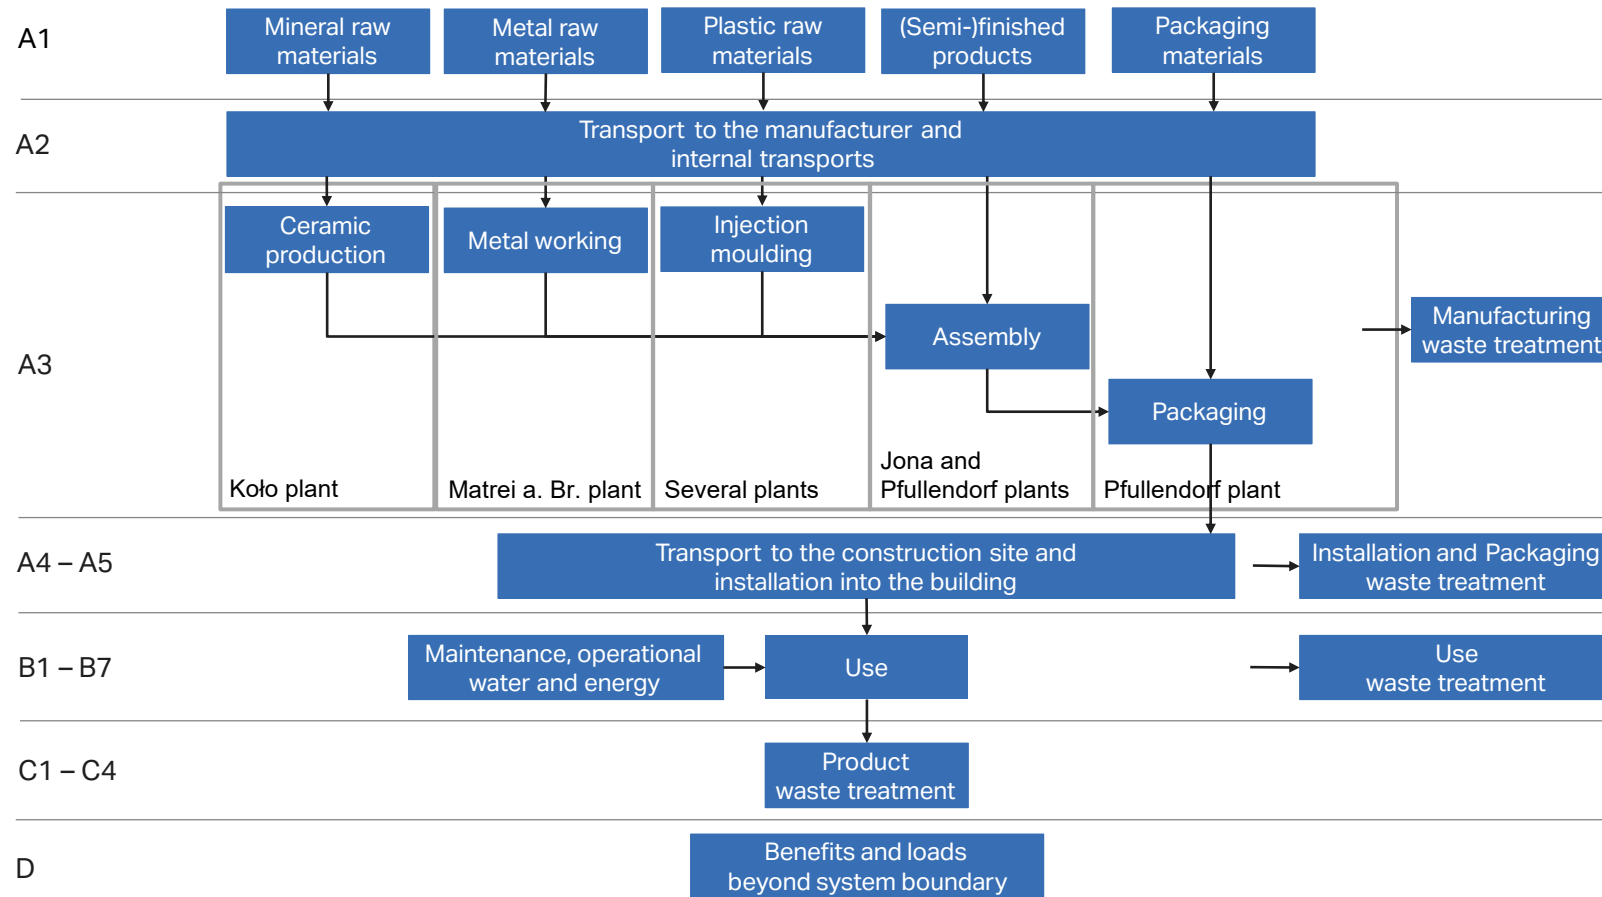 A1
Mineral raw
materials
Metal raw
materials
Plastic raw
materials
(Semi-)finished
products
Packaging
materials
A2
Transport to the manufacturer and
internal transports
A3
Ceramic
production
Metal working
Injection
moulding
Assembly
Manufacturing
waste treatment
Packaging
Koło plant
Matrei a. Br. plant
Several plants
Jona and
Pfullendorf plants
Pfullendorf plant
A4 – A5
Transport to the construction site and
installation into the building
Installation and Packaging
waste treatment
B1 – B7
Maintenance, operational
water and energy
Use
Use
waste treatment
C1 – C4
Product
waste treatment
D
Benefits and loads
beyond system boundary